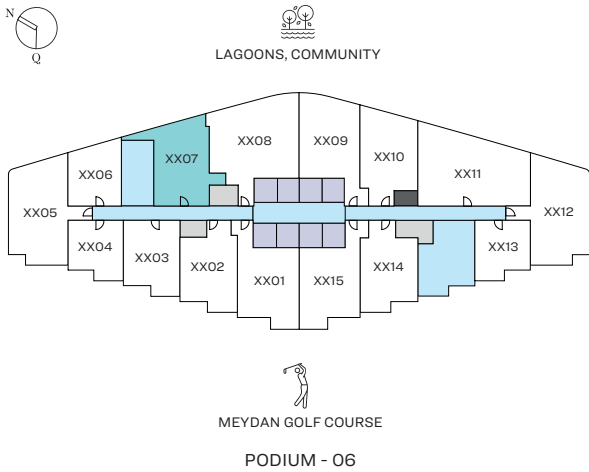 N
Q
LAGOONS, COMMUNITY
XX08
XX09
XX07
XX10
XX06
XX11
XX05
XX12
XX04
XX03
XX02
XX01
XX15
XX14
XX13
MEYDAN GOLF COURSE
PODIUM - 06